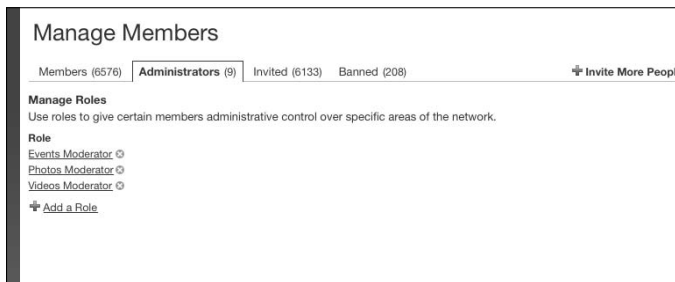 Manage Members
Members (6576) Administrators (9) Invited (6133) Banned (208) Invite More Peopl
Manage Roles
Use roles to give certain members administrative control over specific areas of the network.
Role
Events Moderator
Photos Moderator
Videos Moderator
Add a Role